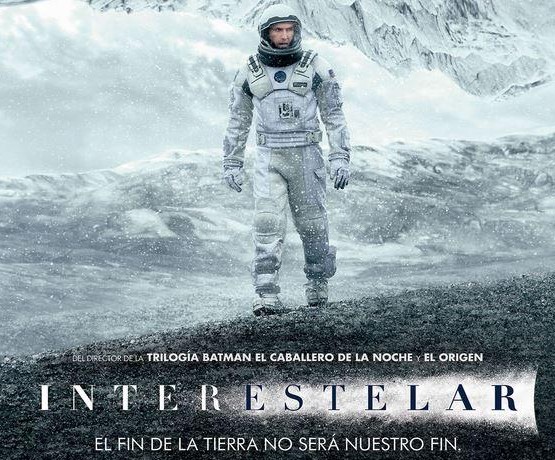 DEL DIRECTOR DE LA TRILOGÍA BATMAN EL CABALLERO DE LA NOCHE Y EL ORIGEN
INTERESTELAR
EL FIN DE LA TIERRA NO SERÁ NUESTRO FIN.